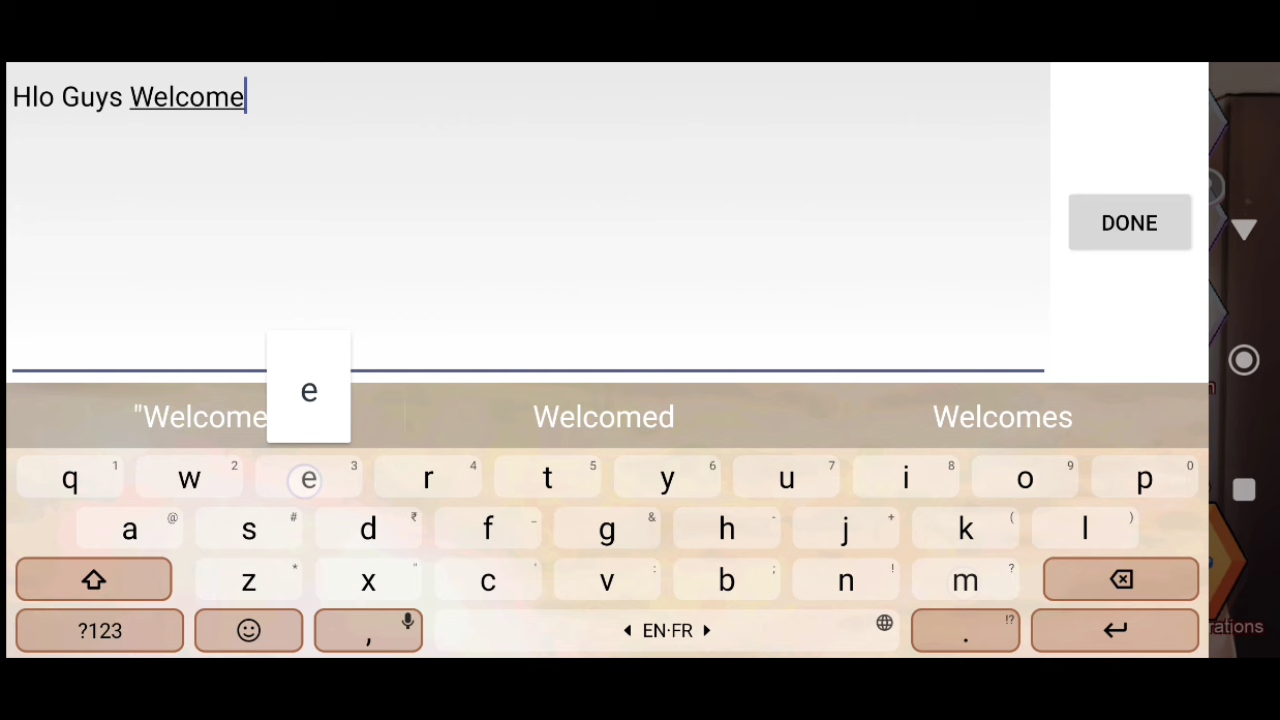 Hlo Guys Welcome
DONE
e
"Welcome
Welcomed
Welcomes
q 1 w 2 e 3 r 4 t 5 y 6 u 7 i 8 o 9 p 0
a @ s # d ₹ f _ g & h - j + k ( l )
z * x " c ' v : b ; n ! m ?
?123 , EN·FR . !?
rations